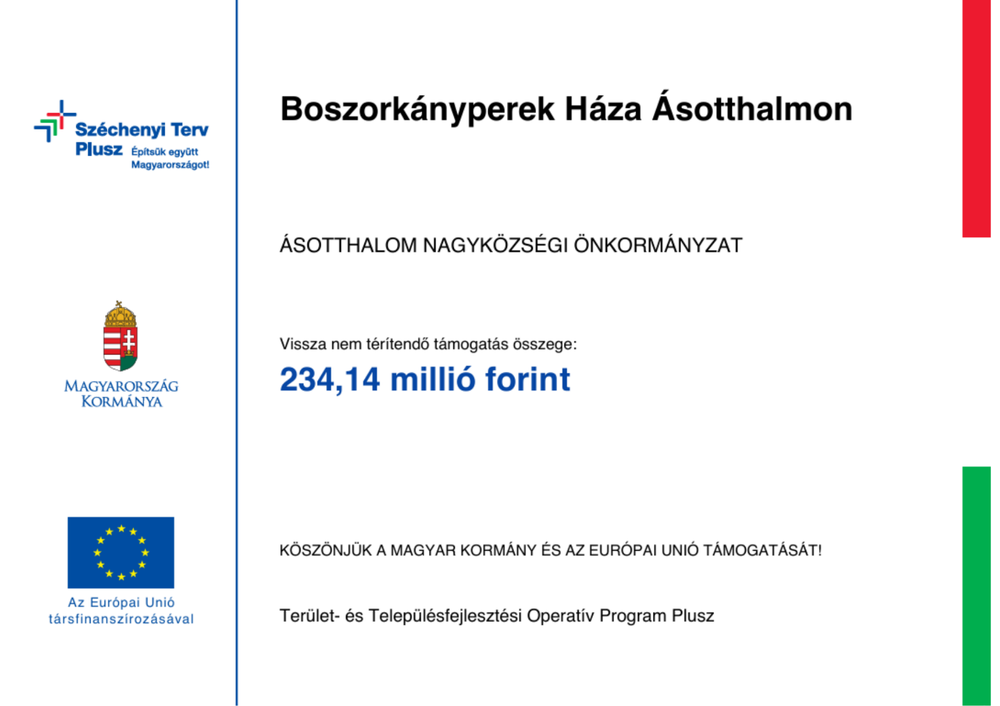 Széchenyi Terv
Plusz Építsük együtt
Magyarországot!
MAGYARORSZÁG
KORMÁNYA
Az Európai Unió
társfinanszírozásával
Boszorkányperek Háza Ásotthalmon
ÁSOTTHALOM NAGYKÖZSÉGI ÖNKORMÁNYZAT
Vissza nem térítendő támogatás összege:
234,14 millió forint
KÖSZÖNJÜK A MAGYAR KORMÁNY ÉS AZ EURÓPAI UNIÓ TÁMOGATÁSÁT!
Terület- és Településfejlesztési Operatív Program Plusz